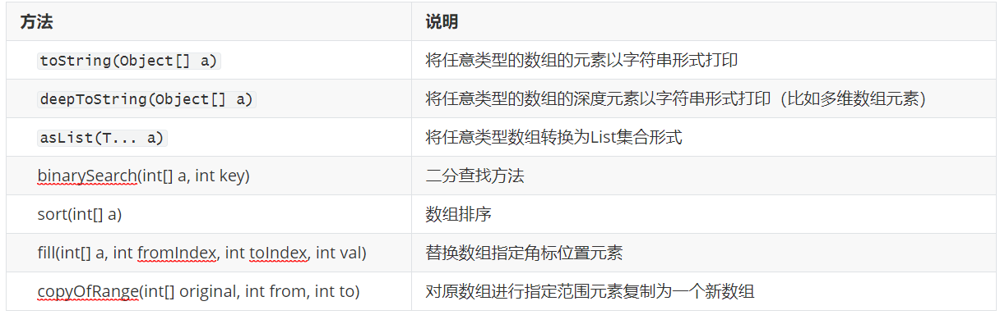 方法 说明
toString(Object[] a) 将任意类型的数组的元素以字符串形式打印
deepToString(Object[] a) 将任意类型的数组的深度元素以字符串形式打印（比如多维数组元素）
asList(T... a) 将任意类型数组转换为List集合形式
binarySearch(int[] a, int key) 二分查找方法
sort(int[] a) 数组排序
fill(int[] a, int fromIndex, int toIndex, int val) 替换数组指定角标位置元素
copyOfRange(int[] original, int from, int to) 对原数组进行指定范围元素复制为一个新数组